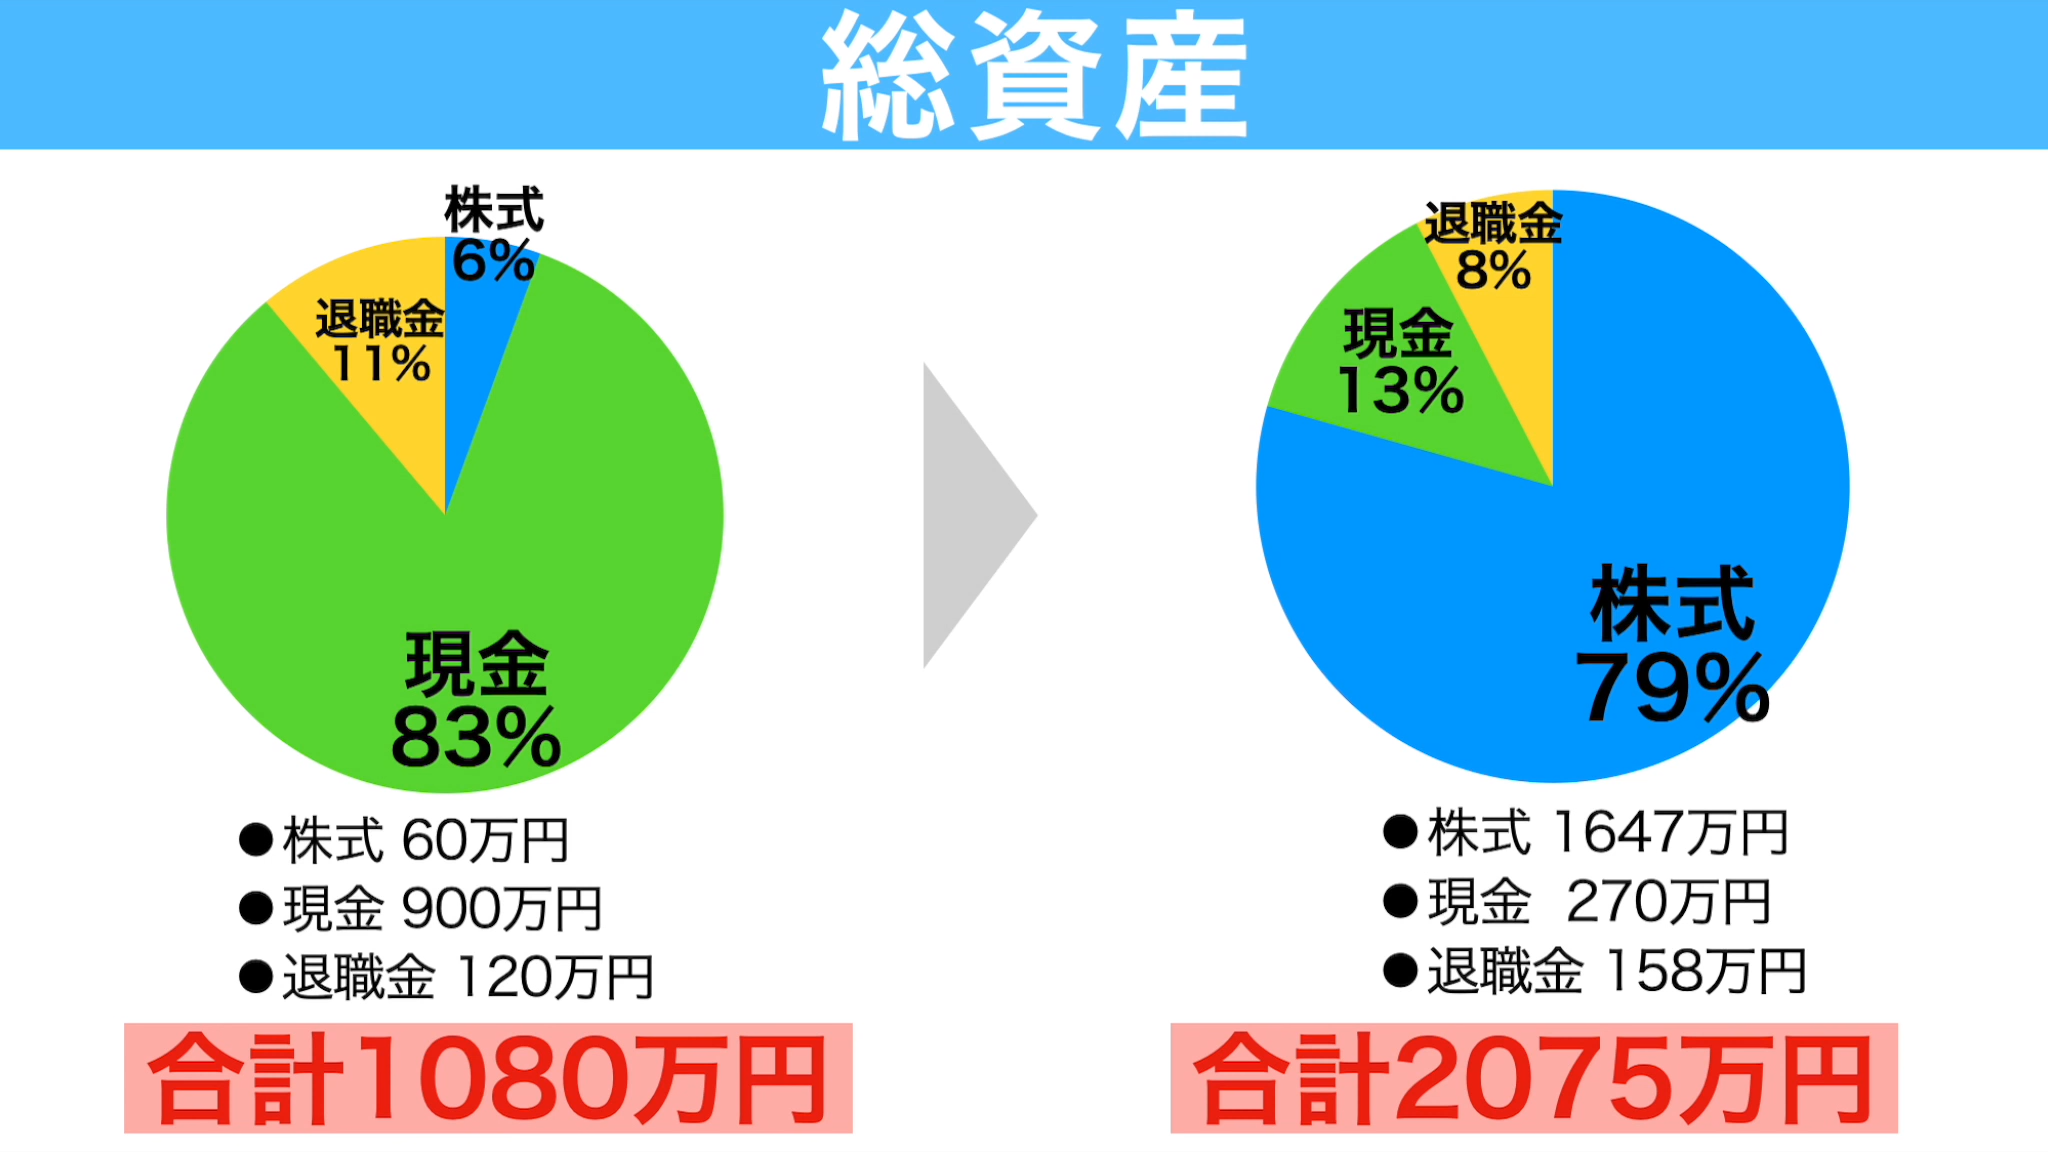 総資産
株式
6%
退職金
11%
現金
83%
● 株式 60万円
● 現金 900万円
● 退職金 120万円
合計1080万円
退職金
8%
現金
13%
株式
79%
● 株式 1647万円
● 現金 270万円
● 退職金 158万円
合計2075万円